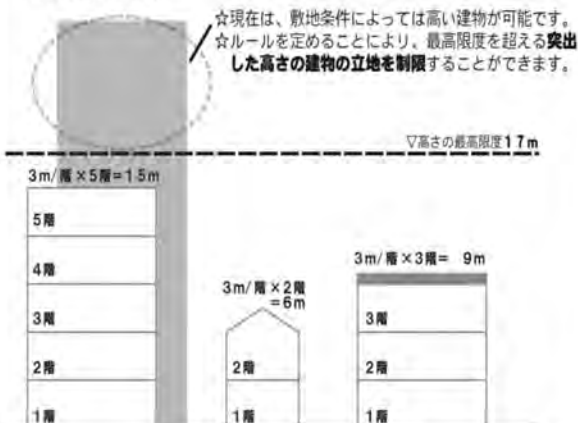 ☆現在は、敷地条件によっては高い建物が可能です。
☆ルールを定めることにより、最高限度を超える突出
した高さの建物の立地を制限することができます。
▽高さの最高限度17m
3m/階×5階=15m
5階
4階
3階
2階
1階
3m/階×2階
=6m
2階
1階
3m/階×3階= 9m
3階
2階
1階